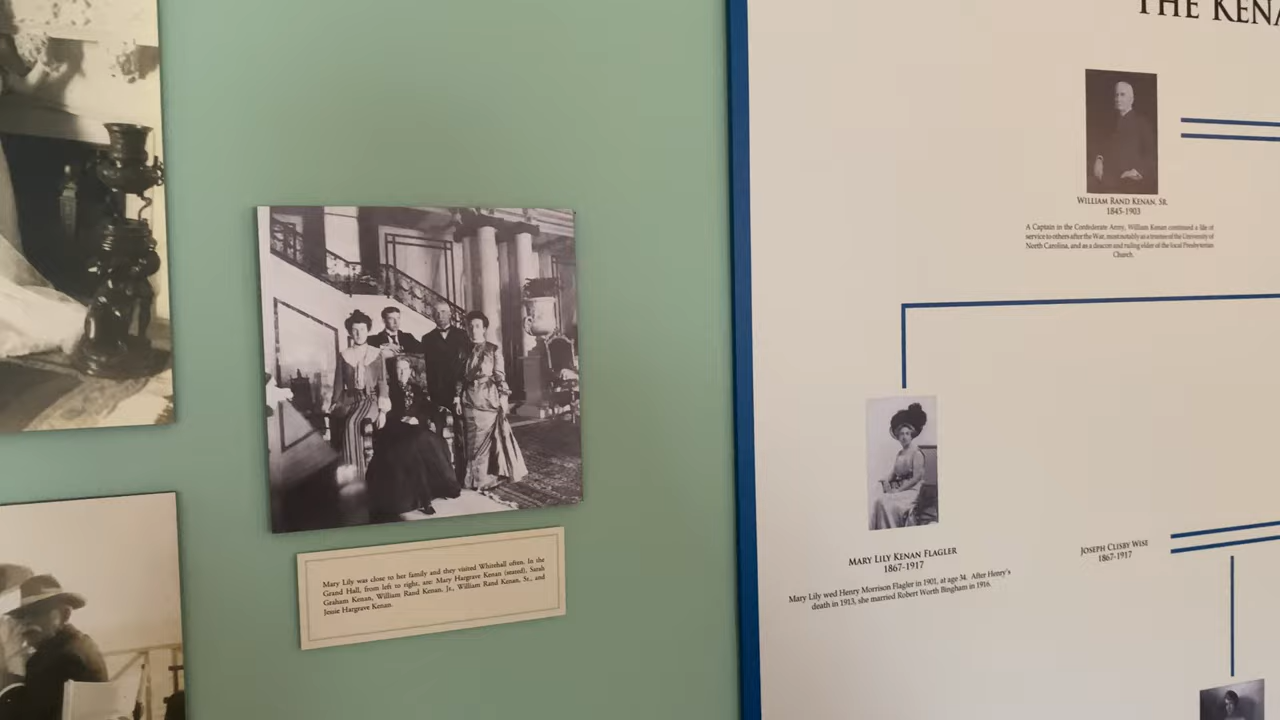 Mary Lily was close to her family and they visited Whitehall often. In the
Grand Hall, from left to right, are: Mary Hargrave Kenan (seated), Sarah
Graham Kenan, William Rand Kenan, Jr., William Rand Kenan, Sr., and
Jessie Hargrave Kenan.
THE KENA
WILLIAM RAND KENAN, SR.
1845-1903
A Captain in the Confederate Army, William Kenan continued a life of
service to others after the War, most notably as a trustee of the University of
North Carolina, and as a deacon and ruling elder of the local Presbyterian
Church.
MARY LILY KENAN FLAGLER
1867-1917
Mary Lily wed Henry Morrison Flagler in 1901, at age 34. After Henry's
death in 1913, she married Robert Worth Bingham in 1916.
JOSEPH CLISBY WISE
1867-1917